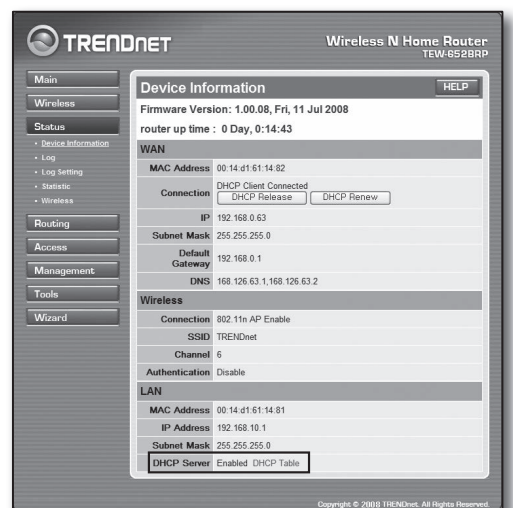 TRENDNET
Wireless N Home Router
TEW-652BRP
Main
Wireless
Status
• Device Information
• Log
• Log Setting
• Statistic
• Wireless
Routing
Access
Management
Tools
Wizard
Device Information
HELP
Firmware Version: 1.00.08, Fri, 11 Jul 2008
router up time : 0 Day, 0:14:43
WAN
MAC Address 00:14:d1:61:14:82
Connection DHCP Client Connected
DHCP Release DHCP Renew
IP 192.168.0.63
Subnet Mask 255.255.255.0
Default Gateway 192.168.0.1
DNS 168.126.63.1,168.126.63.2
Wireless
Connection 802.11n AP Enable
SSID TRENDnet
Channel 6
Authentication Disable
LAN
MAC Address 00:14:d1:61:14:81
IP Address 192.168.10.1
Subnet Mask 255.255.255.0
DHCP Server Enabled DHCP Table
Copyright © 2008 TRENDnet. All Rights Reserved.